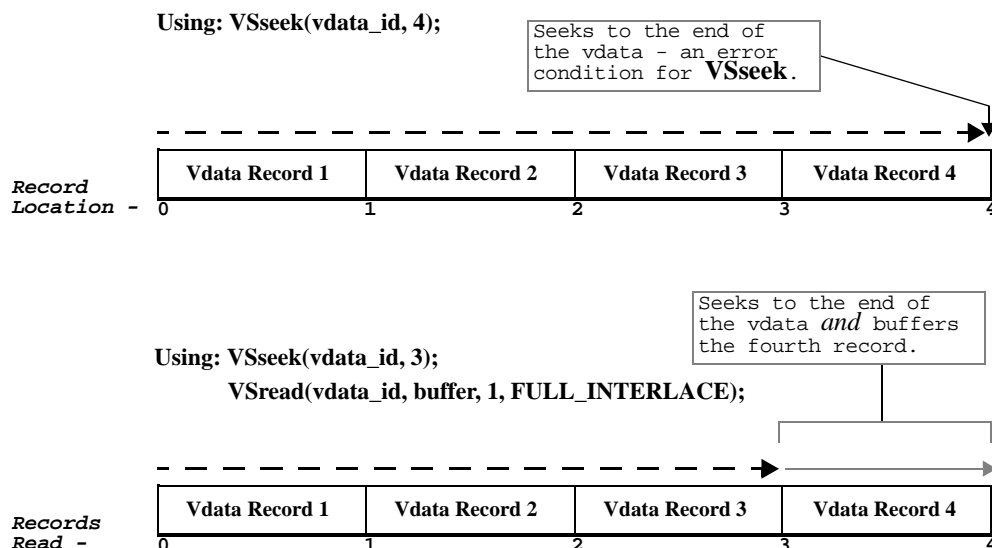 Using: VSseek(vdata_id, 4);
Seeks to the end of
the vdata - an error
condition for VSseek.
Vdata Record 1 Vdata Record 2 Vdata Record 3 Vdata Record 4
Record
Location - 0 1 2 3 4
Seeks to the end of
the vdata and buffers
the fourth record.
Using: VSseek(vdata_id, 3);
VSread(vdata_id, buffer, 1, FULL_INTERLACE);
Vdata Record 1 Vdata Record 2 Vdata Record 3 Vdata Record 4
Records
Read - 0 1 2 3 4